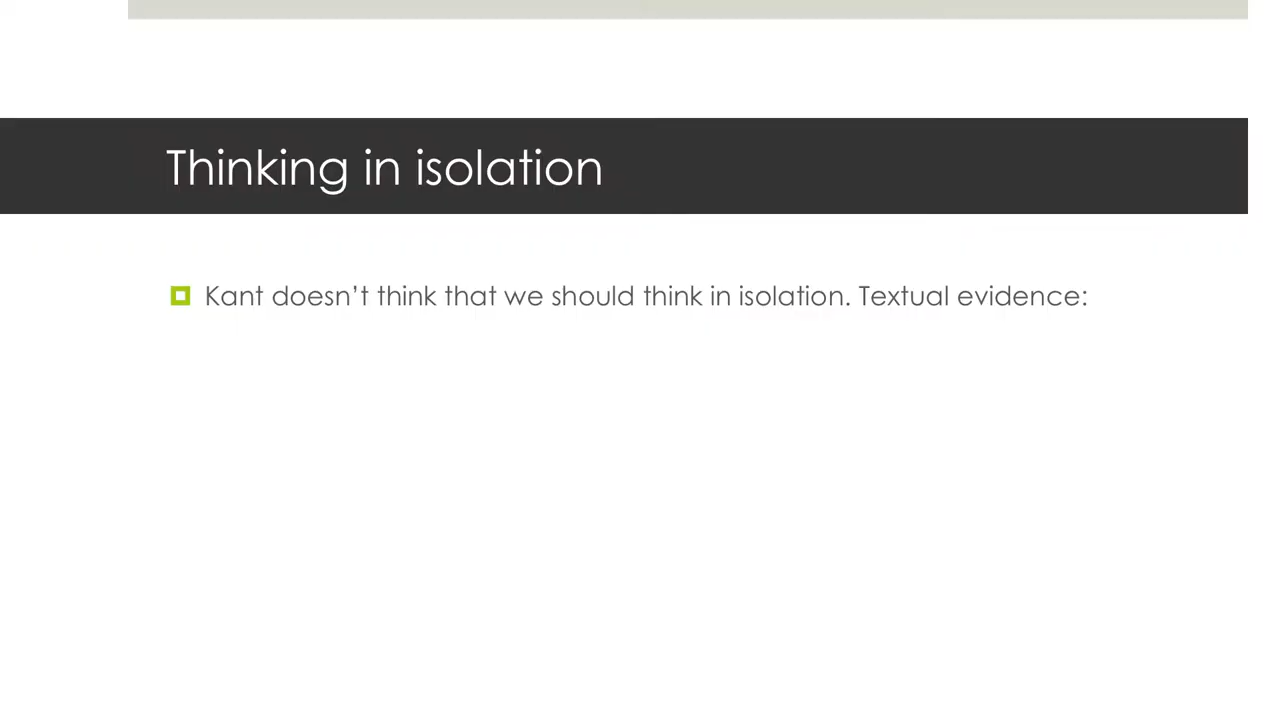 Thinking in isolation
Kant doesn’t think that we should think in isolation. Textual evidence: